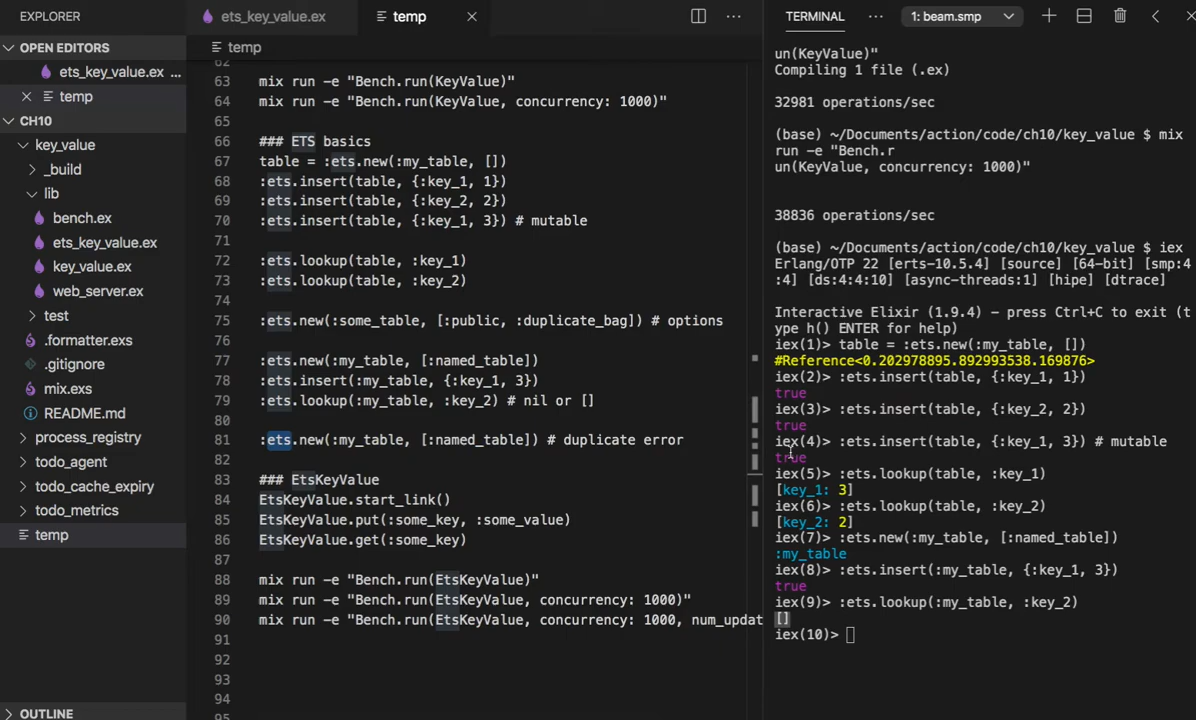 EXPLORER
OPEN EDITORS
ets_key_value.ex ...
temp
CH10
key_value
_build
lib
bench.ex
ets_key_value.ex
key_value.ex
web_server.ex
test
.formatter.exs
.gitignore
mix.exs
README.md
process_registry
todo_agent
todo_cache_expiry
todo_metrics
temp
OUTLINE
ets_key_value.ex
temp
temp
62
63 mix run -e "Bench.run(KeyValue)"
64 mix run -e "Bench.run(KeyValue, concurrency: 1000)"
65
66 ### ETS basics
67 table = :ets.new(:my_table, [])
68 :ets.insert(table, {:key_1, 1})
69 :ets.insert(table, {:key_2, 2})
70 :ets.insert(table, {:key_1, 3}) # mutable
71
72 :ets.lookup(table, :key_1)
73 :ets.lookup(table, :key_2)
74
75 :ets.new(:some_table, [:public, :duplicate_bag]) # options
76
77 :ets.new(:my_table, [:named_table])
78 :ets.insert(:my_table, {:key_1, 3})
79 :ets.lookup(:my_table, :key_2) # nil or []
80
81 :ets.new(:my_table, [:named_table]) # duplicate error
82
83 ### EtsKeyValue
84 EtsKeyValue.start_link()
85 EtsKeyValue.put(:some_key, :some_value)
86 EtsKeyValue.get(:some_key)
87
88 mix run -e "Bench.run(EtsKeyValue)"
89 mix run -e "Bench.run(EtsKeyValue, concurrency: 1000)"
90 mix run -e "Bench.run(EtsKeyValue, concurrency: 1000, num_updat
91
92
93
94
95
TERMINAL ... 1: beam.smp
un(KeyValue)"
Compiling 1 file (.ex)
32981 operations/sec
(base) ~/Documents/action/code/ch10/key_value $ mix
run -e "Bench.r
un(KeyValue, concurrency: 1000)"
38836 operations/sec
(base) ~/Documents/action/code/ch10/key_value $ iex
Erlang/OTP 22 [erts-10.5.4] [source] [64-bit] [smp:4
:4] [ds:4:4:10] [async-threads:1] [hipe] [dtrace]
Interactive Elixir (1.9.4) - press Ctrl+C to exit (t
ype h() ENTER for help)
iex(1)> table = :ets.new(:my_table, [])
#Reference<0.202978895.892993538.169876>
iex(2)> :ets.insert(table, {:key_1, 1})
true
iex(3)> :ets.insert(table, {:key_2, 2})
true
iex(4)> :ets.insert(table, {:key_1, 3}) # mutable
true
iex(5)> :ets.lookup(table, :key_1)
[key_1: 3]
iex(6)> :ets.lookup(table, :key_2)
[key_2: 2]
iex(7)> :ets.new(:my_table, [:named_table])
:my_table
iex(8)> :ets.insert(:my_table, {:key_1, 3})
true
iex(9)> :ets.lookup(:my_table, :key_2)
[]
iex(10)>